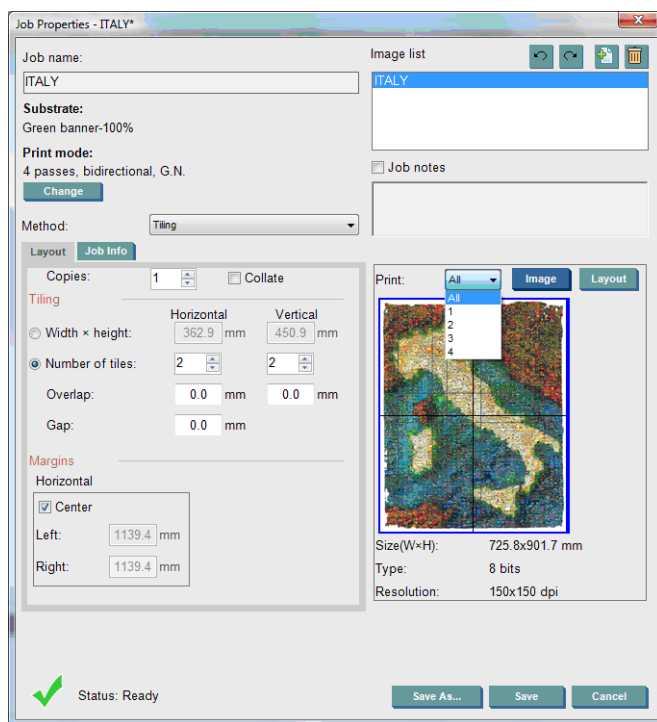 Job Properties - ITALY*
Job name:
ITALY
Substrate:
Green banner-100%
Print mode:
4 passes, bidirectional, G.N.
Change
Method:
Tiling
Image list
ITALY
Job notes
Layout
Job Info
Copies:
1
Collate
Tiling
Horizontal Vertical
Width × height: 362.9 mm 450.9 mm
Number of tiles: 2 2
Overlap: 0.0 mm 0.0 mm
Gap: 0.0 mm
Margins
Horizontal
Center
Left: 1139.4 mm
Right: 1139.4 mm
Print: All Image Layout
All
1
2
3
4
Size(W×H): 725.8x901.7 mm
Type: 8 bits
Resolution: 150x150 dpi
Status: Ready
Save As... Save Cancel